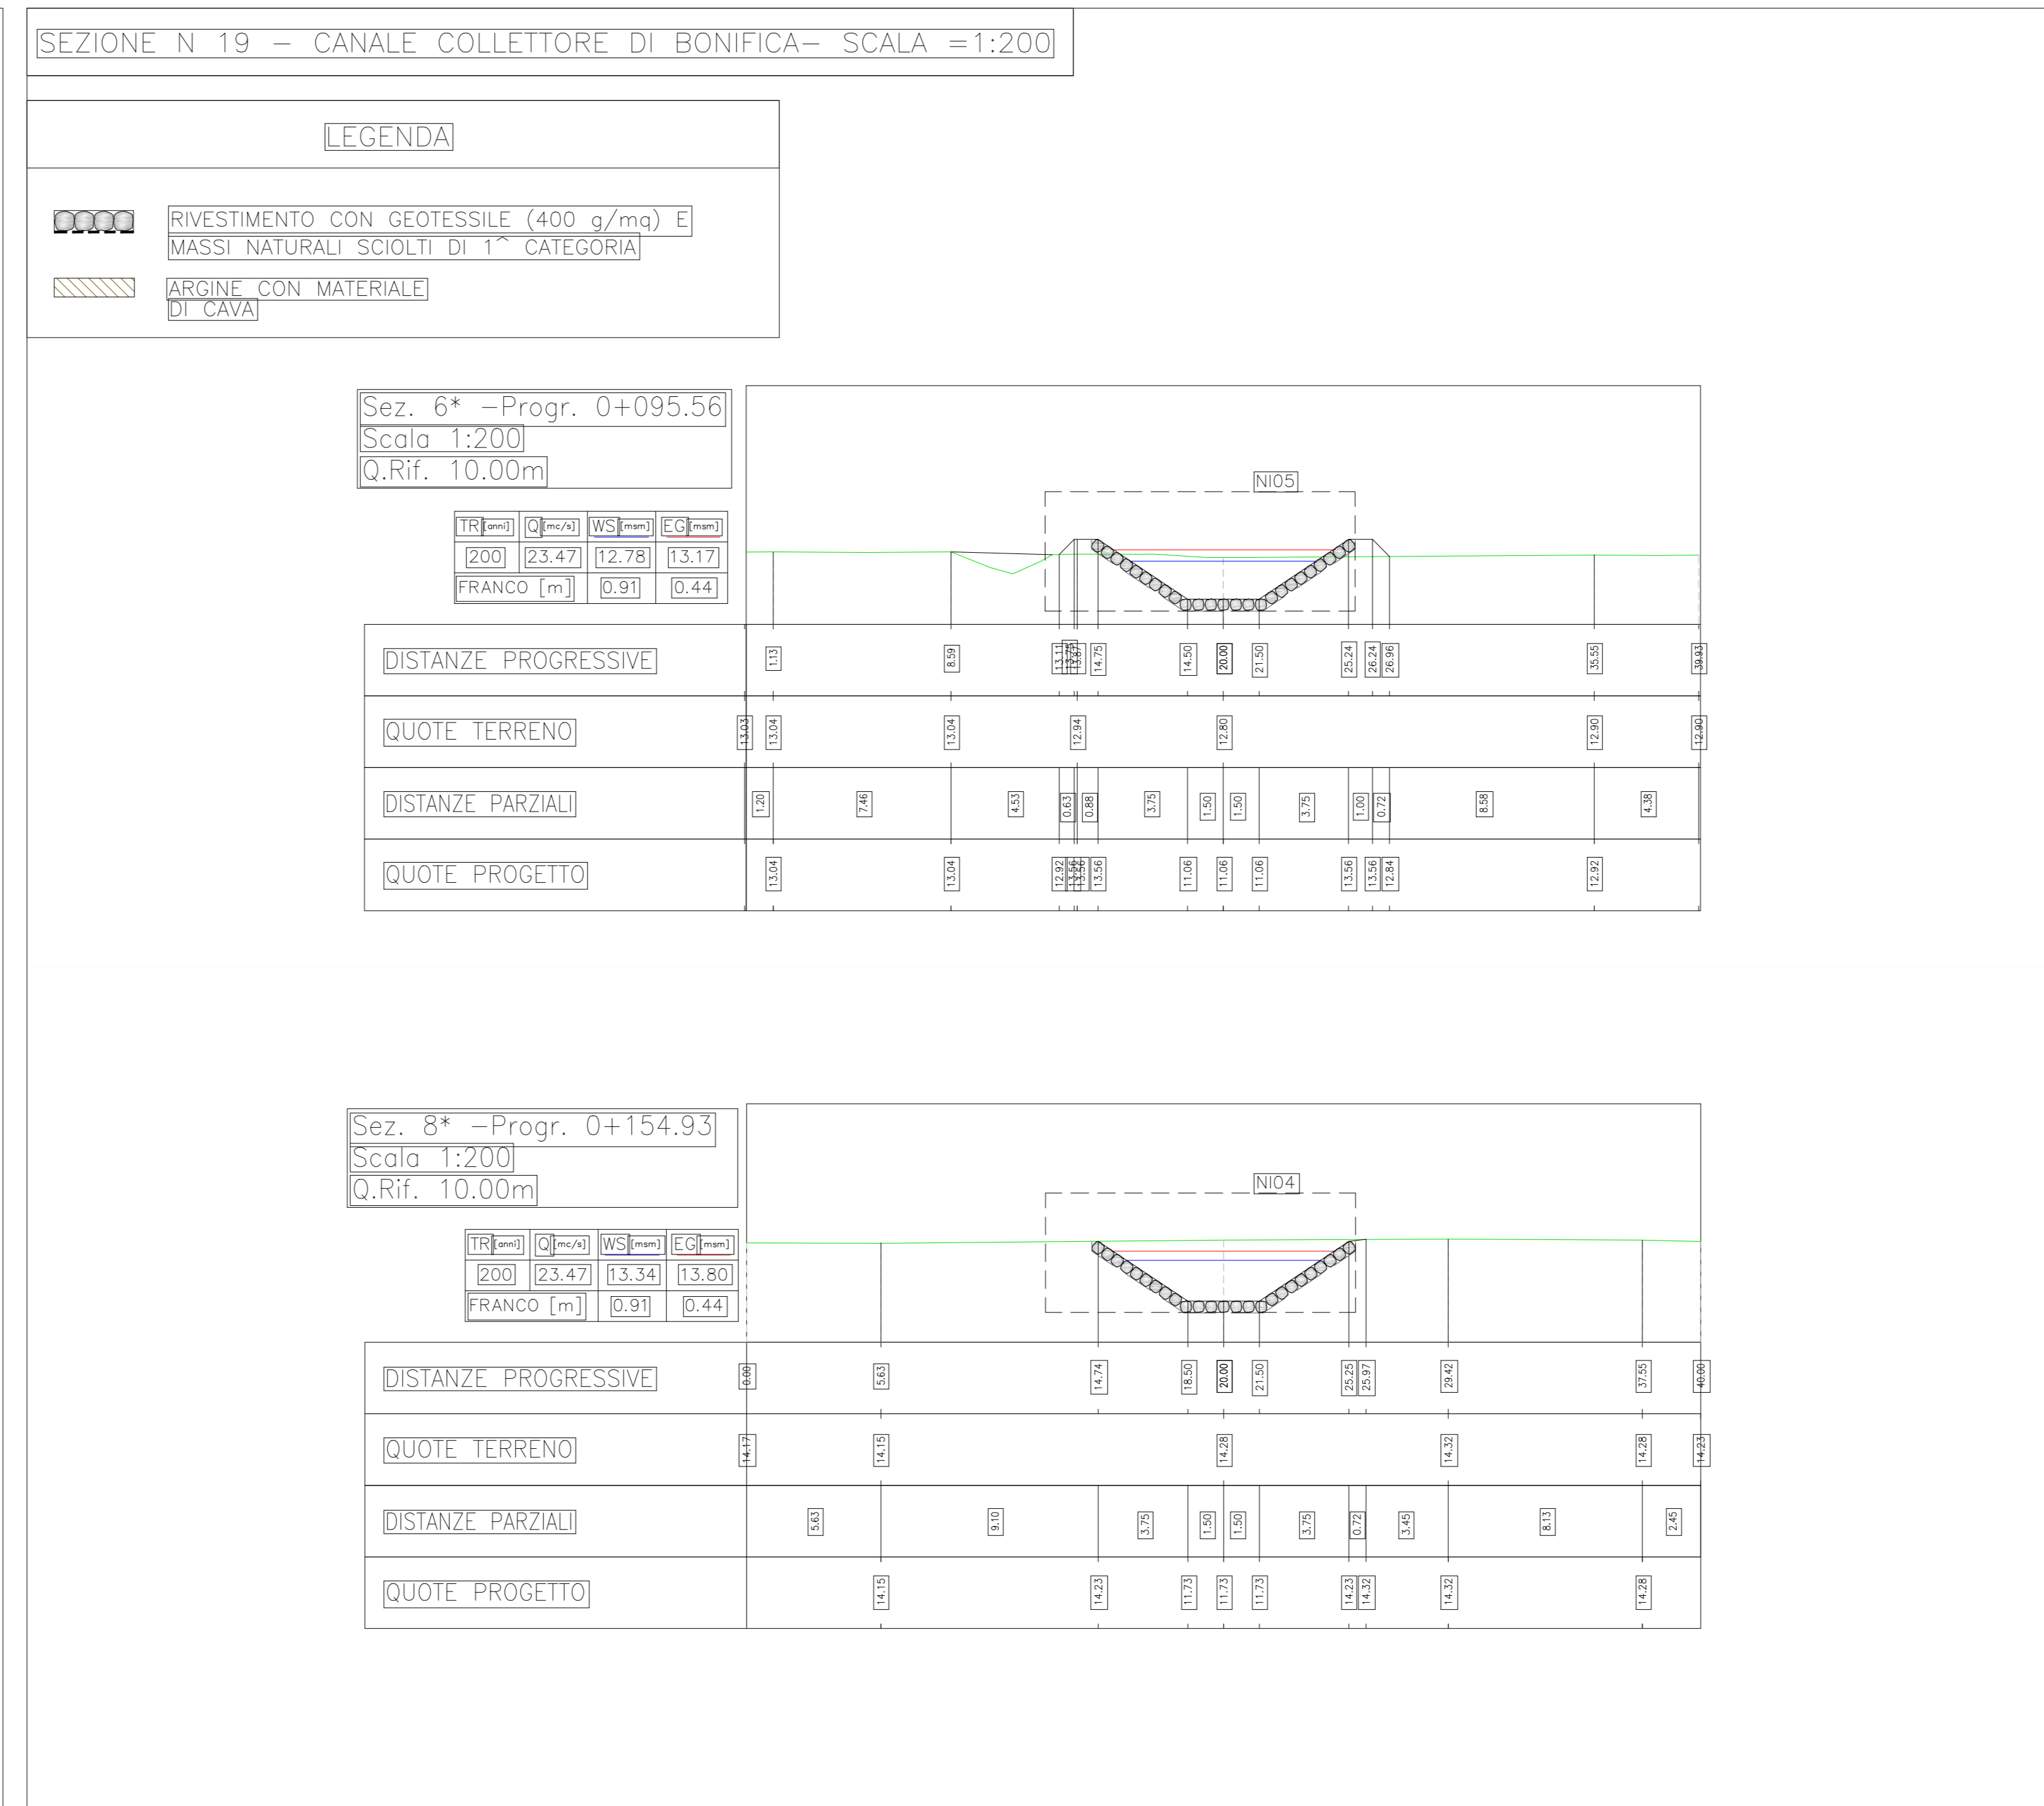 SEZIONE N 19 – CANALE COLLETTORE DI BONIFICA– SCALA =1:200
LEGENDA
RIVESTIMENTO CON GEOTESSILE (400 g/mq) E
MASSI NATURALI SCIOLTI DI 1^ CATEGORIA
ARGINE CON MATERIALE
DI CAVA
Sez. 6* –Progr. 0+095.56
Scala 1:200
Q.Rif. 10.00m
NI05
TR[anni] Q[mc/s] WS[msm] EG[msm]
200 23.47 12.78 13.17
FRANCO [m] 0.91 0.44
DISTANZE PROGRESSIVE 1.13 8.59 13.11 13.75 13.87 14.75 14.50 20.00 21.50 25.24 26.24 26.96 35.55 39.93
QUOTE TERRENO 13.03 13.04 13.04 12.94 12.80 12.90 12.90
DISTANZE PARZIALI 1.20 7.46 4.53 0.63 0.88 3.75 1.50 1.50 3.75 1.00 0.72 8.58 4.38
QUOTE PROGETTO 13.04 13.04 12.92 13.56 13.56 13.56 11.06 11.06 11.06 13.56 13.56 12.84 12.92
Sez. 8* –Progr. 0+154.93
Scala 1:200
Q.Rif. 10.00m
NI04
TR[anni] Q[mc/s] WS[msm] EG[msm]
200 23.47 13.34 13.80
FRANCO [m] 0.91 0.44
DISTANZE PROGRESSIVE 0.00 5.63 14.74 18.50 20.00 21.50 25.25 25.97 29.42 37.55 40.00
QUOTE TERRENO 14.17 14.15 14.28 14.32 14.28 14.23
DISTANZE PARZIALI 5.63 9.10 3.75 1.50 1.50 3.75 0.72 3.45 8.13 2.45
QUOTE PROGETTO 14.15 14.23 11.73 11.73 11.73 14.23 14.32 14.32 14.28